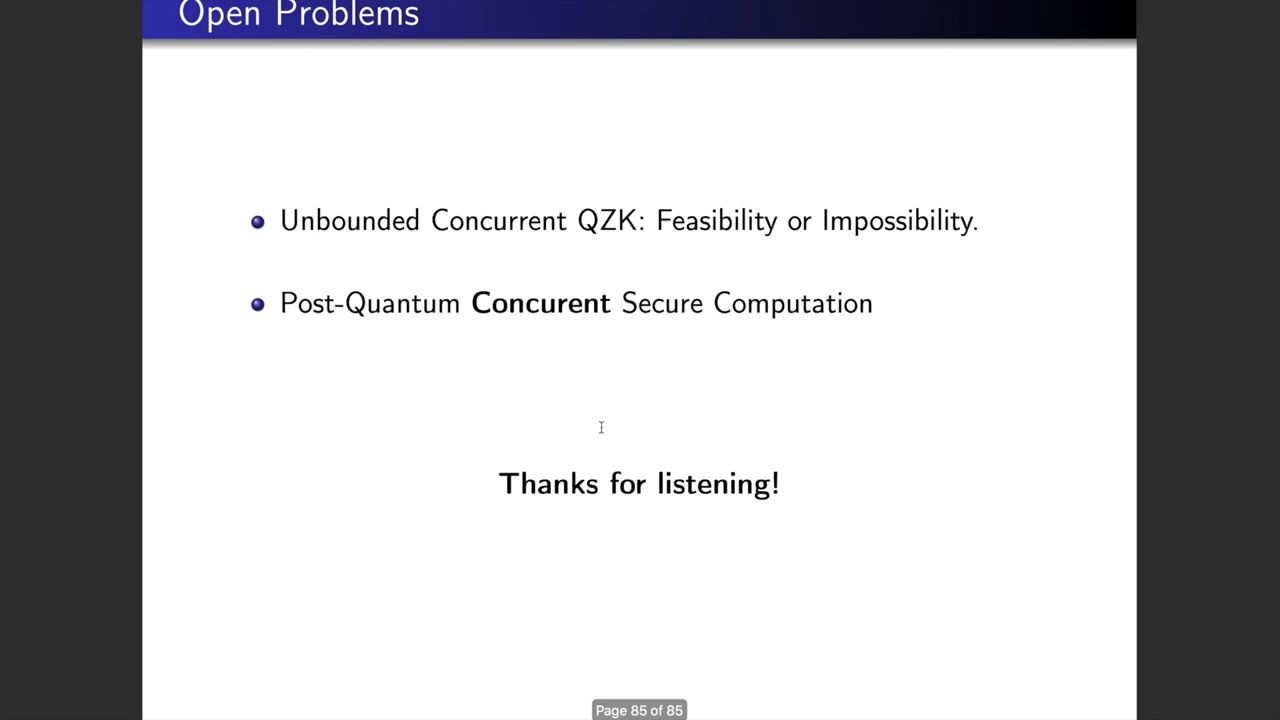 Open Problems
Unbounded Concurrent QZK: Feasibility or Impossibility.
Post-Quantum Concurent Secure Computation
Thanks for listening!
Page 85 of 85